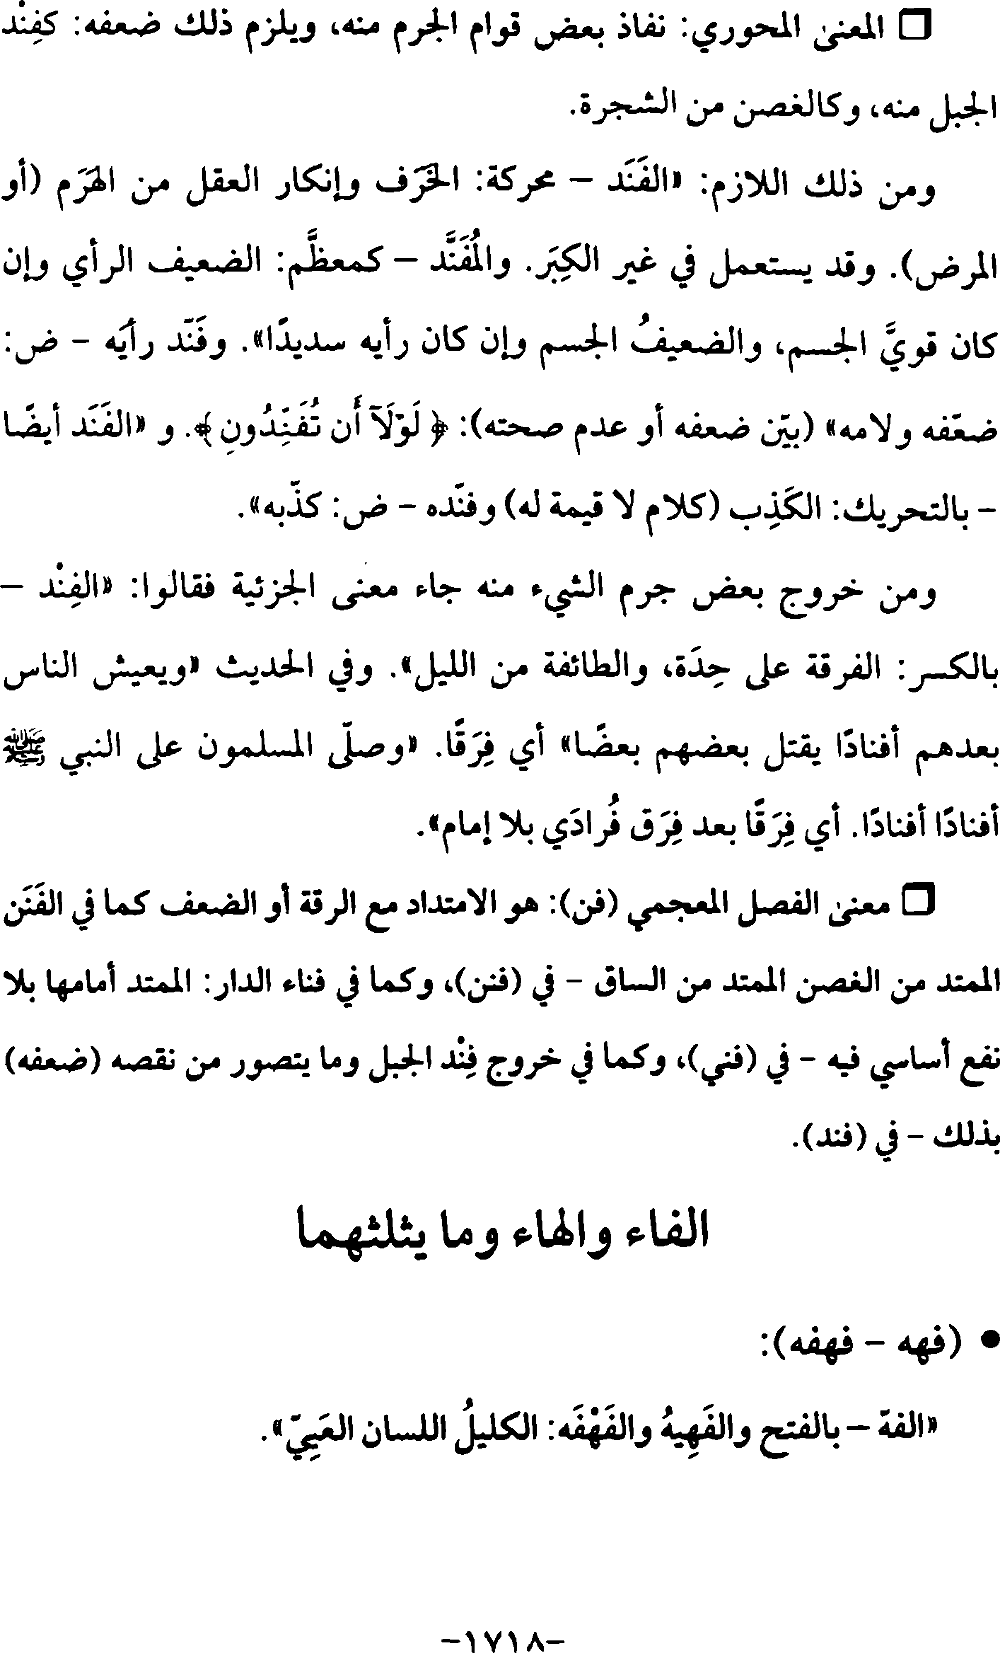 ❒ المعنى المحوري: نفاذ بعض قوام الجرم منه، ويلزم ذلك ضعفه: كفِنْد
الجبل منه، وكالغصن من الشجرة.
ومن ذلك اللازم: «الفَنَد – محركة: الخَرَف وإنكار العقل من الهَرَم (أو
المرض). وقد يستعمل في غير الكِبَر. والمُفَنَّد – كمعظَّم: الضعيف الرأي وإن
كان قويَّ الجسم، والضعيفُ الجسم وإن كان رأيه سديدًا». وفَنّد رأيَه – ض:
ضعّفه ولامه» (بيّن ضعفه أو عدم صحته): ﴿ لَوْلَآ أَن تُفَنِّدُونِ ﴾. و «الفَنَد أيضًا
– بالتحريك: الكَذِب (كلام لا قيمة له) وفنّده – ض: كذّبه».
ومن خروج بعض جرم الشيء منه جاء معنى الجزئية فقالوا: «الفِنْد –
بالكسر: الفرقة على حِدَة، والطائفة من الليل». وفي الحديث «ويعيش الناس
بعدهم أفنادًا يقتل بعضهم بعضًا» أي فِرَقًا. «وصلّى المسلمون على النبي ﷺ
أفنادًا أفنادًا. أي فِرَقًا بعد فِرَق فُرادَي بلا إمام».
❒ معنى الفصل المعجمي (فن): هو الامتداد مع الرقة أو الضعف كما في الفَنَن
الممتد من الغصن الممتد من الساق – في (فنن)، وكما في فناء الدار: الممتد أمامها بلا
نفع أساسي فيه – في (فني)، وكما في خروج فِنْد الجبل وما يتصور من نقصه (ضعفه)
بذلك – في (فند).
الفاء والهاء وما يثلثهما
• (فهه – فهفه):
«الفهّ – بالفتح والفَهِيهُ والفَهْفَه: الكليلُ اللسان العَيِيّ».
–١٧١٨–